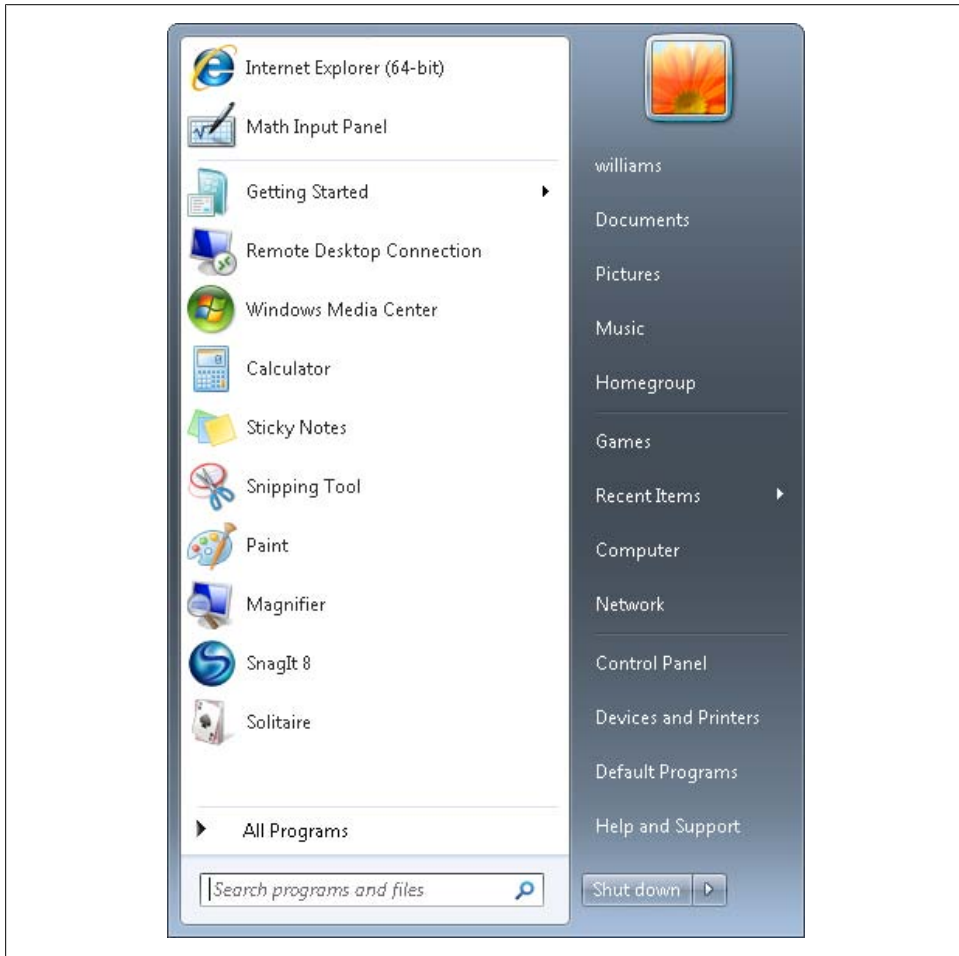 Internet Explorer (64-bit)
Math Input Panel
Getting Started
Remote Desktop Connection
Windows Media Center
Calculator
Sticky Notes
Snipping Tool
Paint
Magnifier
SnagIt 8
Solitaire
All Programs
Search programs and files
williams
Documents
Pictures
Music
Homegroup
Games
Recent Items
Computer
Network
Control Panel
Devices and Printers
Default Programs
Help and Support
Shut down